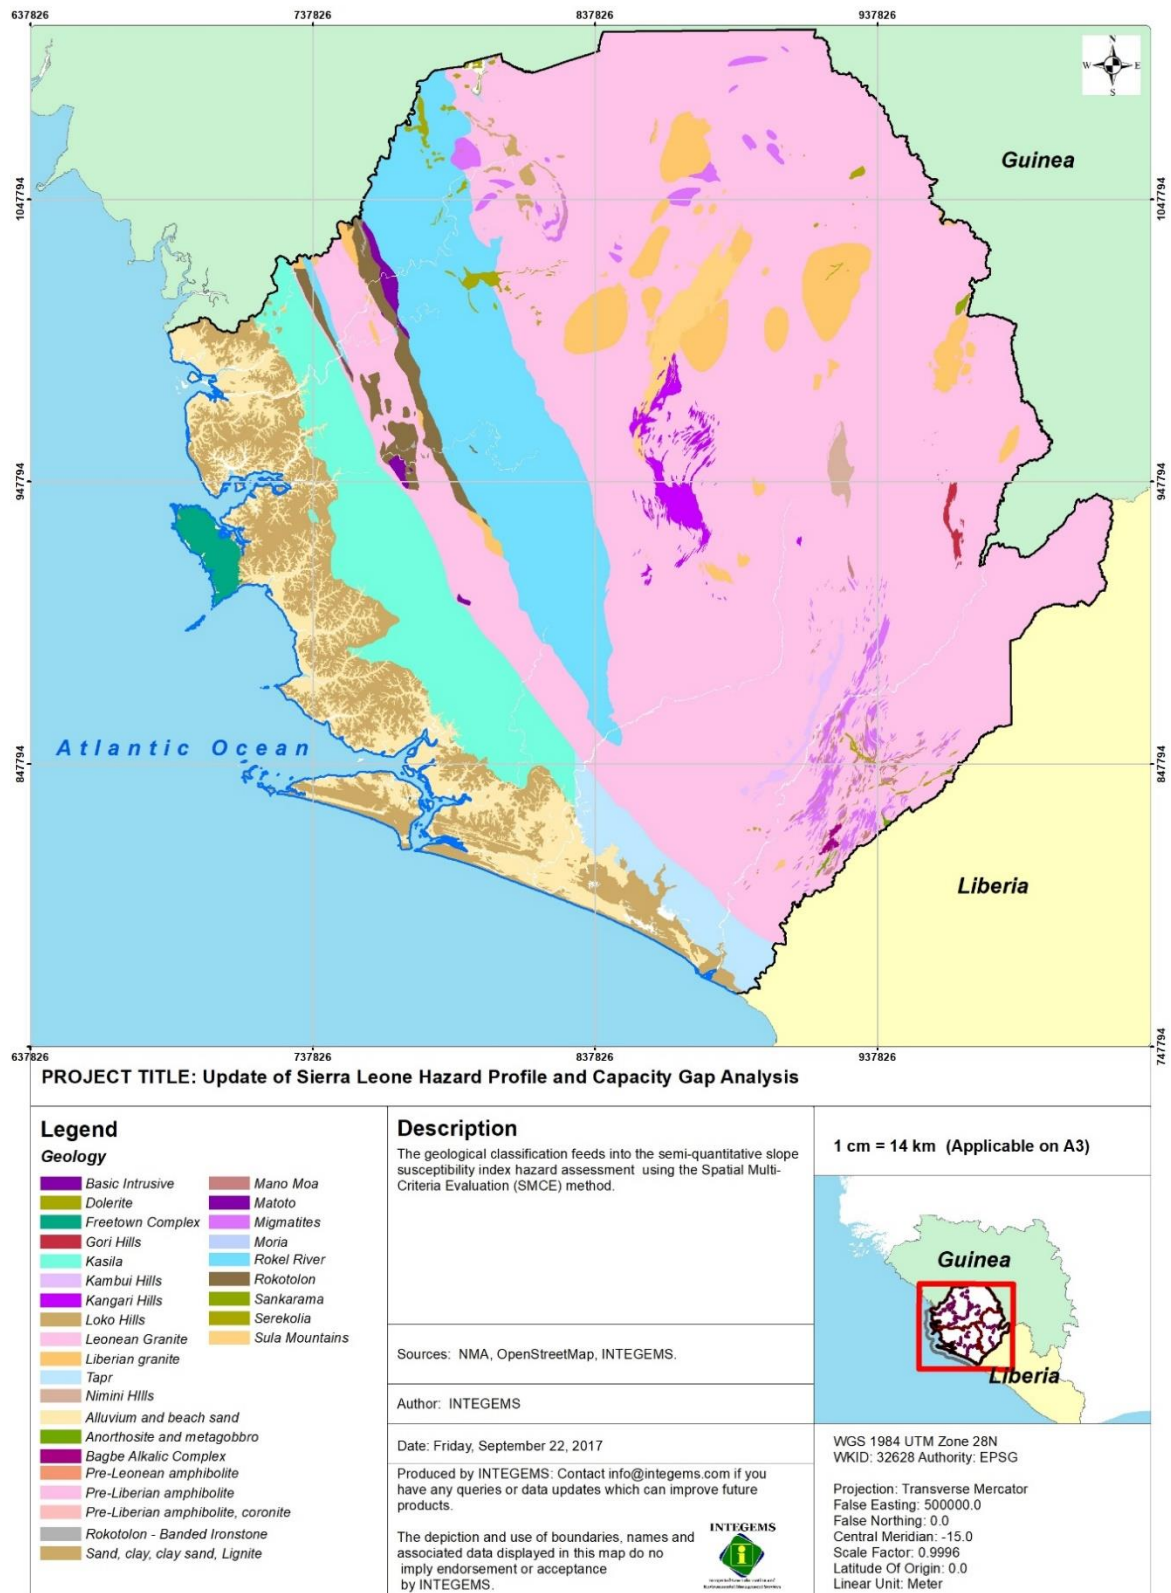 637826 737826 837826 937826
N
W E
S
Guinea
1047794 1047794
947794 947794
Atlantic Ocean
847794 847794
Liberia
747794
637826 737826 837826 937826
PROJECT TITLE: Update of Sierra Leone Hazard Profile and Capacity Gap Analysis
Legend
Geology
Basic Intrusive
Dolerite
Freetown Complex
Gori Hills
Kasila
Kambui Hills
Kangari Hills
Loko Hills
Leonean Granite
Liberian granite
Tapr
Nimini HIlls
Alluvium and beach sand
Anorthosite and metagobbro
Bagbe Alkalic Complex
Pre-Leonean amphibolite
Pre-Liberian amphibolite
Pre-Liberian amphibolite, coronite
Rokotolon - Banded Ironstone
Sand, clay, clay sand, Lignite
Mano Moa
Matoto
Migmatites
Moria
Rokel River
Rokotolon
Sankarama
Serekolia
Sula Mountains
Description
The geological classification feeds into the semi-quantitative slope
susceptibility index hazard assessment using the Spatial Multi-
Criteria Evaluation (SMCE) method.
Sources: NMA, OpenStreetMap, INTEGEMS.
Author: INTEGEMS
Date: Friday, September 22, 2017
Produced by INTEGEMS: Contact info@integems.com if you
have any queries or data updates which can improve future
products.
The depiction and use of boundaries, names and
associated data displayed in this map do no
imply endorsement or acceptance
by INTEGEMS.
INTEGEMS
1 cm = 14 km (Applicable on A3)
Guinea
Liberia
WGS 1984 UTM Zone 28N
WKID: 32628 Authority: EPSG
Projection: Transverse Mercator
False Easting: 500000.0
False Northing: 0.0
Central Meridian: -15.0
Scale Factor: 0.9996
Latitude Of Origin: 0.0
Linear Unit: Meter